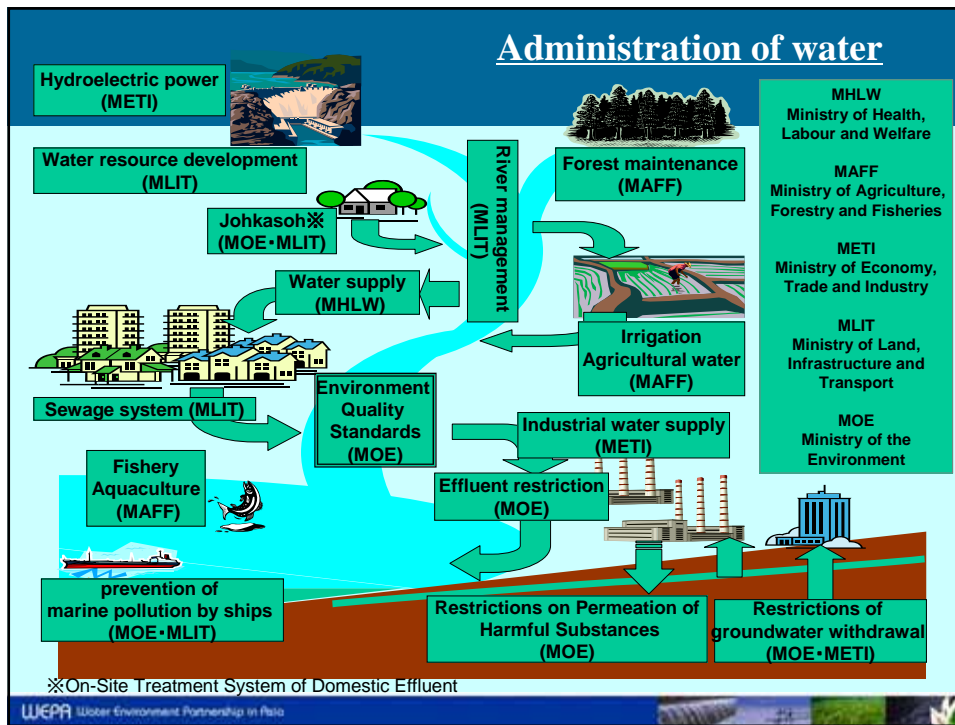 Administration of water
Hydroelectric power
(METI)
Water resource development
(MLIT)
Johkasoh※
(MOE・MLIT)
River management
(MLIT)
Forest maintenance
(MAFF)
Water supply
(MHLW)
Irrigation
Agricultural water
(MAFF)
Sewage system (MLIT)
Environment
Quality
Standards
(MOE)
Industrial water supply
(METI)
Effluent restriction
(MOE)
Fishery
Aquaculture
(MAFF)
prevention of
marine pollution by ships
(MOE・MLIT)
Restrictions on Permeation of
Harmful Substances
(MOE)
Restrictions of
groundwater withdrawal
(MOE・METI)
MHLW
Ministry of Health,
Labour and Welfare
MAFF
Ministry of Agriculture,
Forestry and Fisheries
METI
Ministry of Economy,
Trade and Industry
MLIT
Ministry of Land,
Infrastructure and
Transport
MOE
Ministry of the
Environment
※On-Site Treatment System of Domestic Effluent
WEPA Water Environment Partnership in Asia